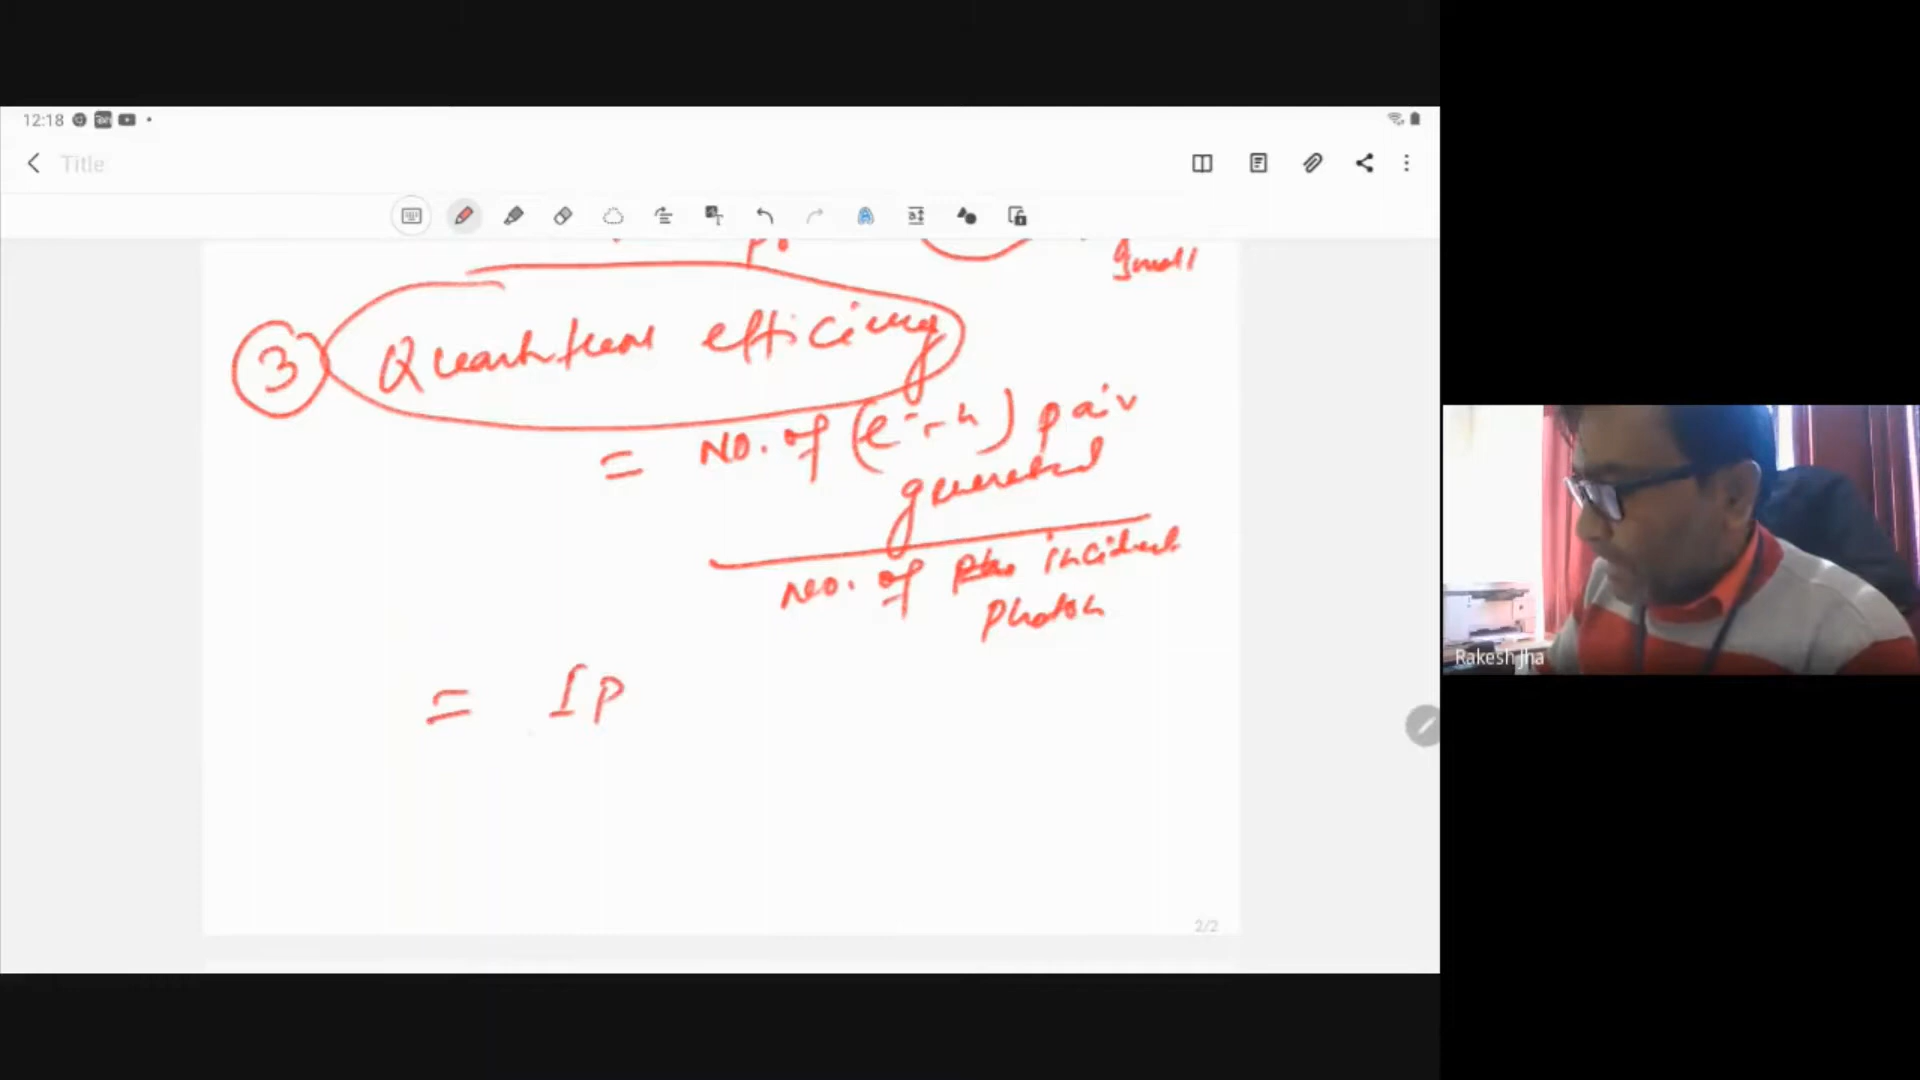 12:18
Title
small
3 Quantum efficiency
= No. of (e⁻-h) pair
generated
No. of incident
photon
= Ip
2/2
Rakesh Jha